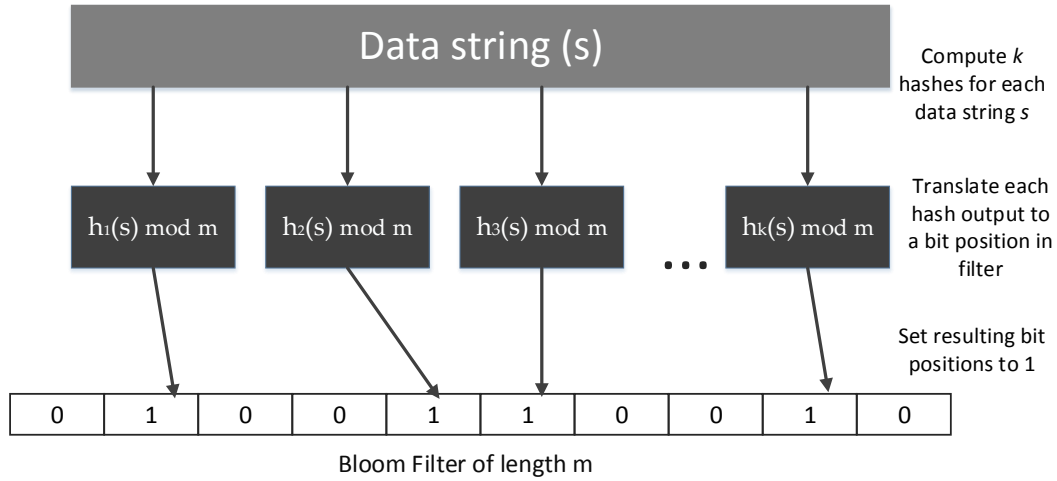 Data string (s)
Compute k
hashes for each
data string s
h1(s) mod m
h2(s) mod m
h3(s) mod m
...
hk(s) mod m
Translate each
hash output to
a bit position in
filter
Set resulting bit
positions to 1
0 1 0 0 1 1 0 0 1 0
Bloom Filter of length m